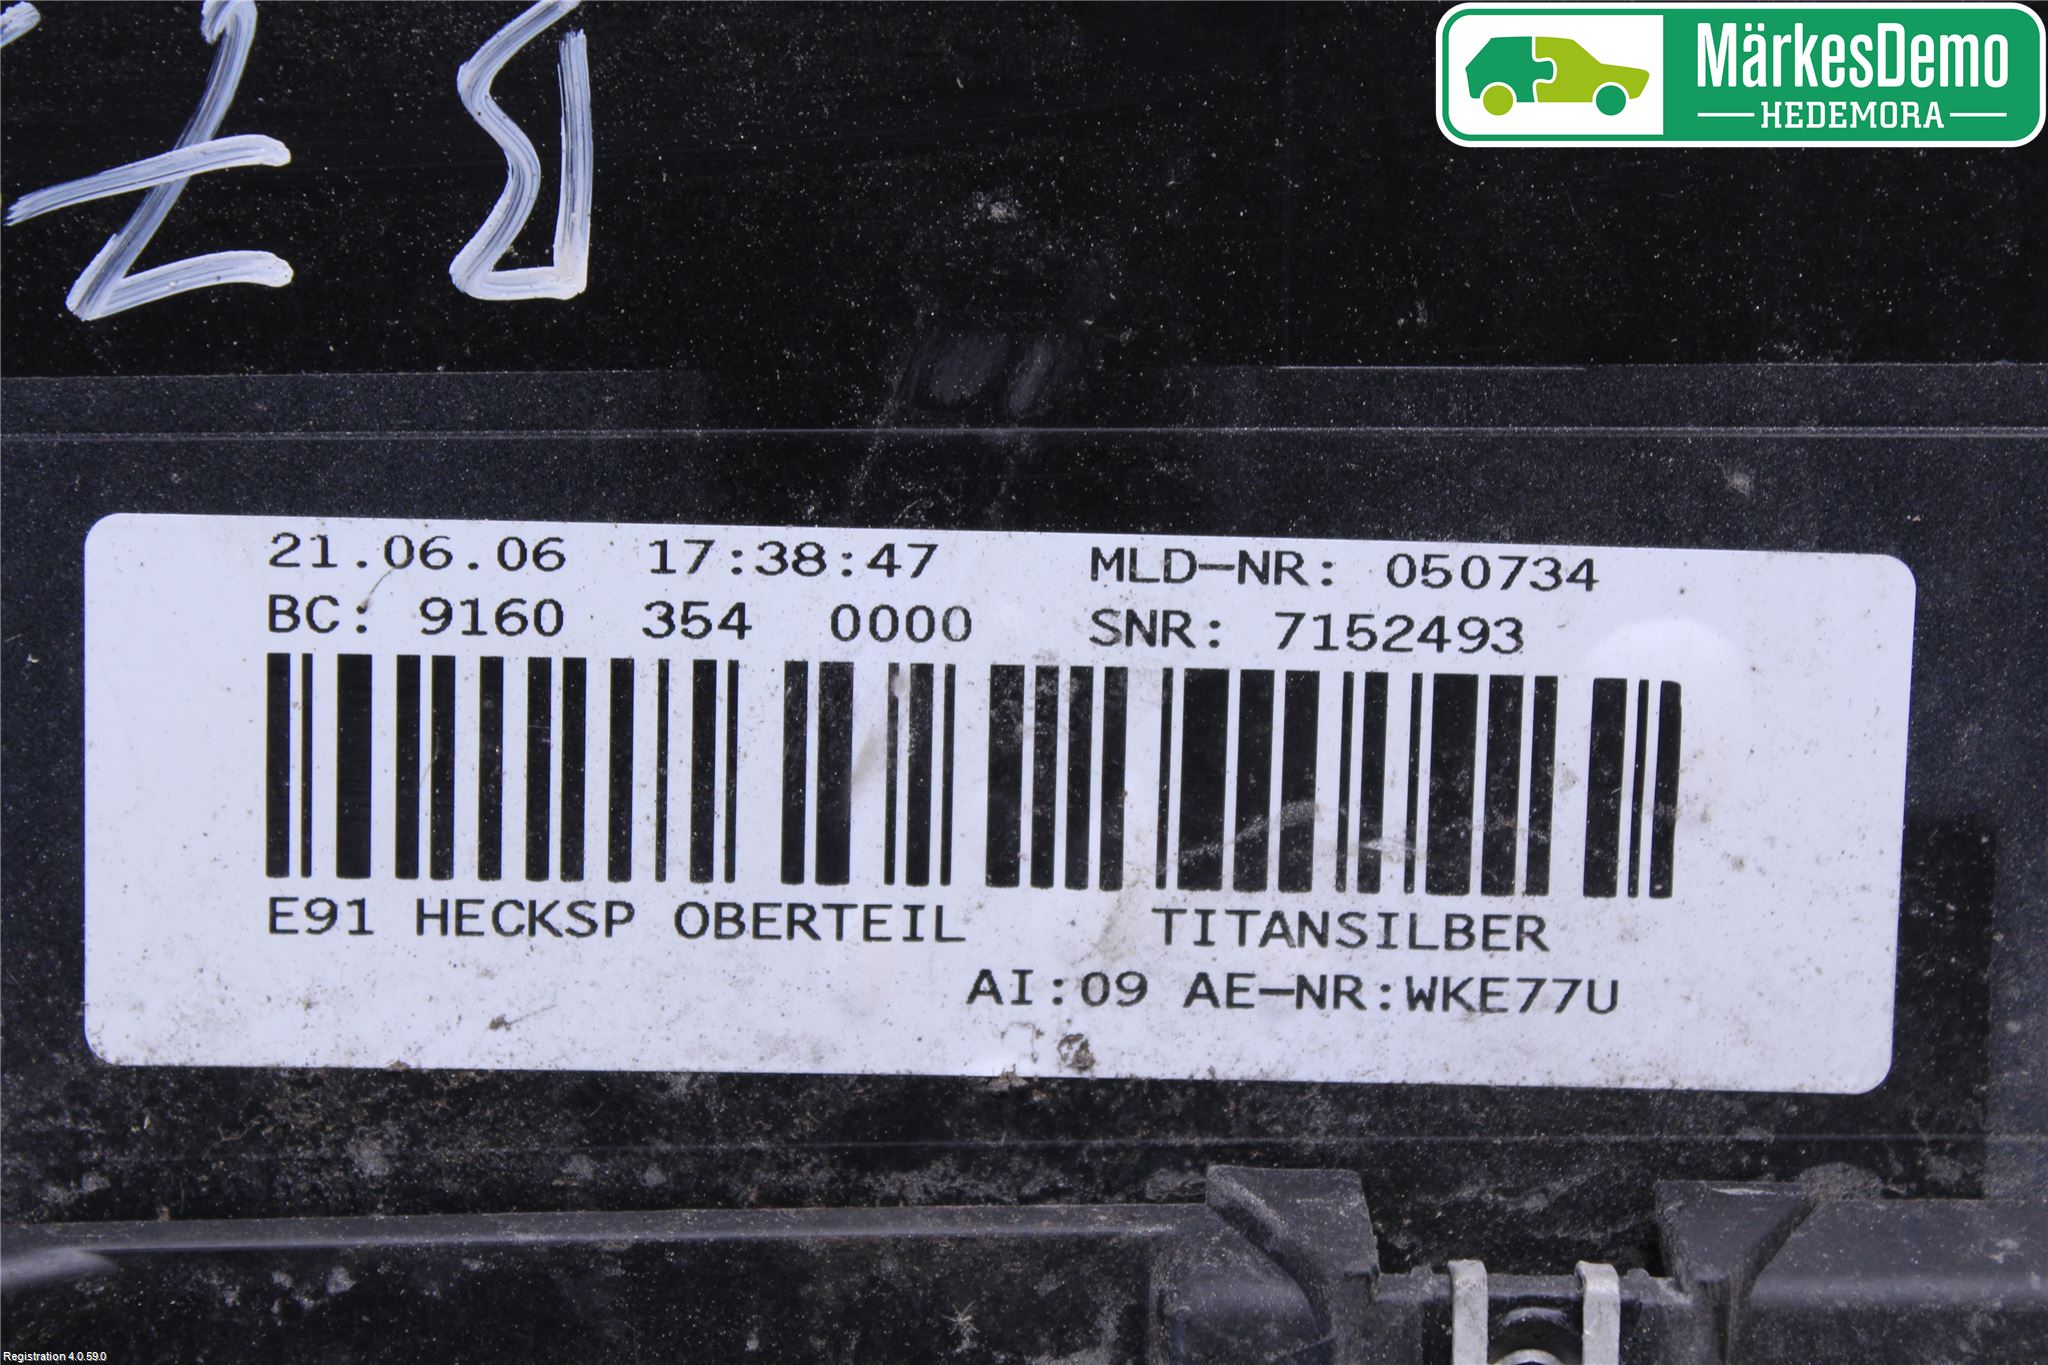 MärkesDemo
HEDEMORA
21.06.06 17:38:47 MLD-NR: 050734
BC: 9160 354 0000 SNR: 7152493
E91 HECKSP OBERTEIL TITANSILBER
AI:09 AE-NR:WKE77U
Registration 4.0.59.0